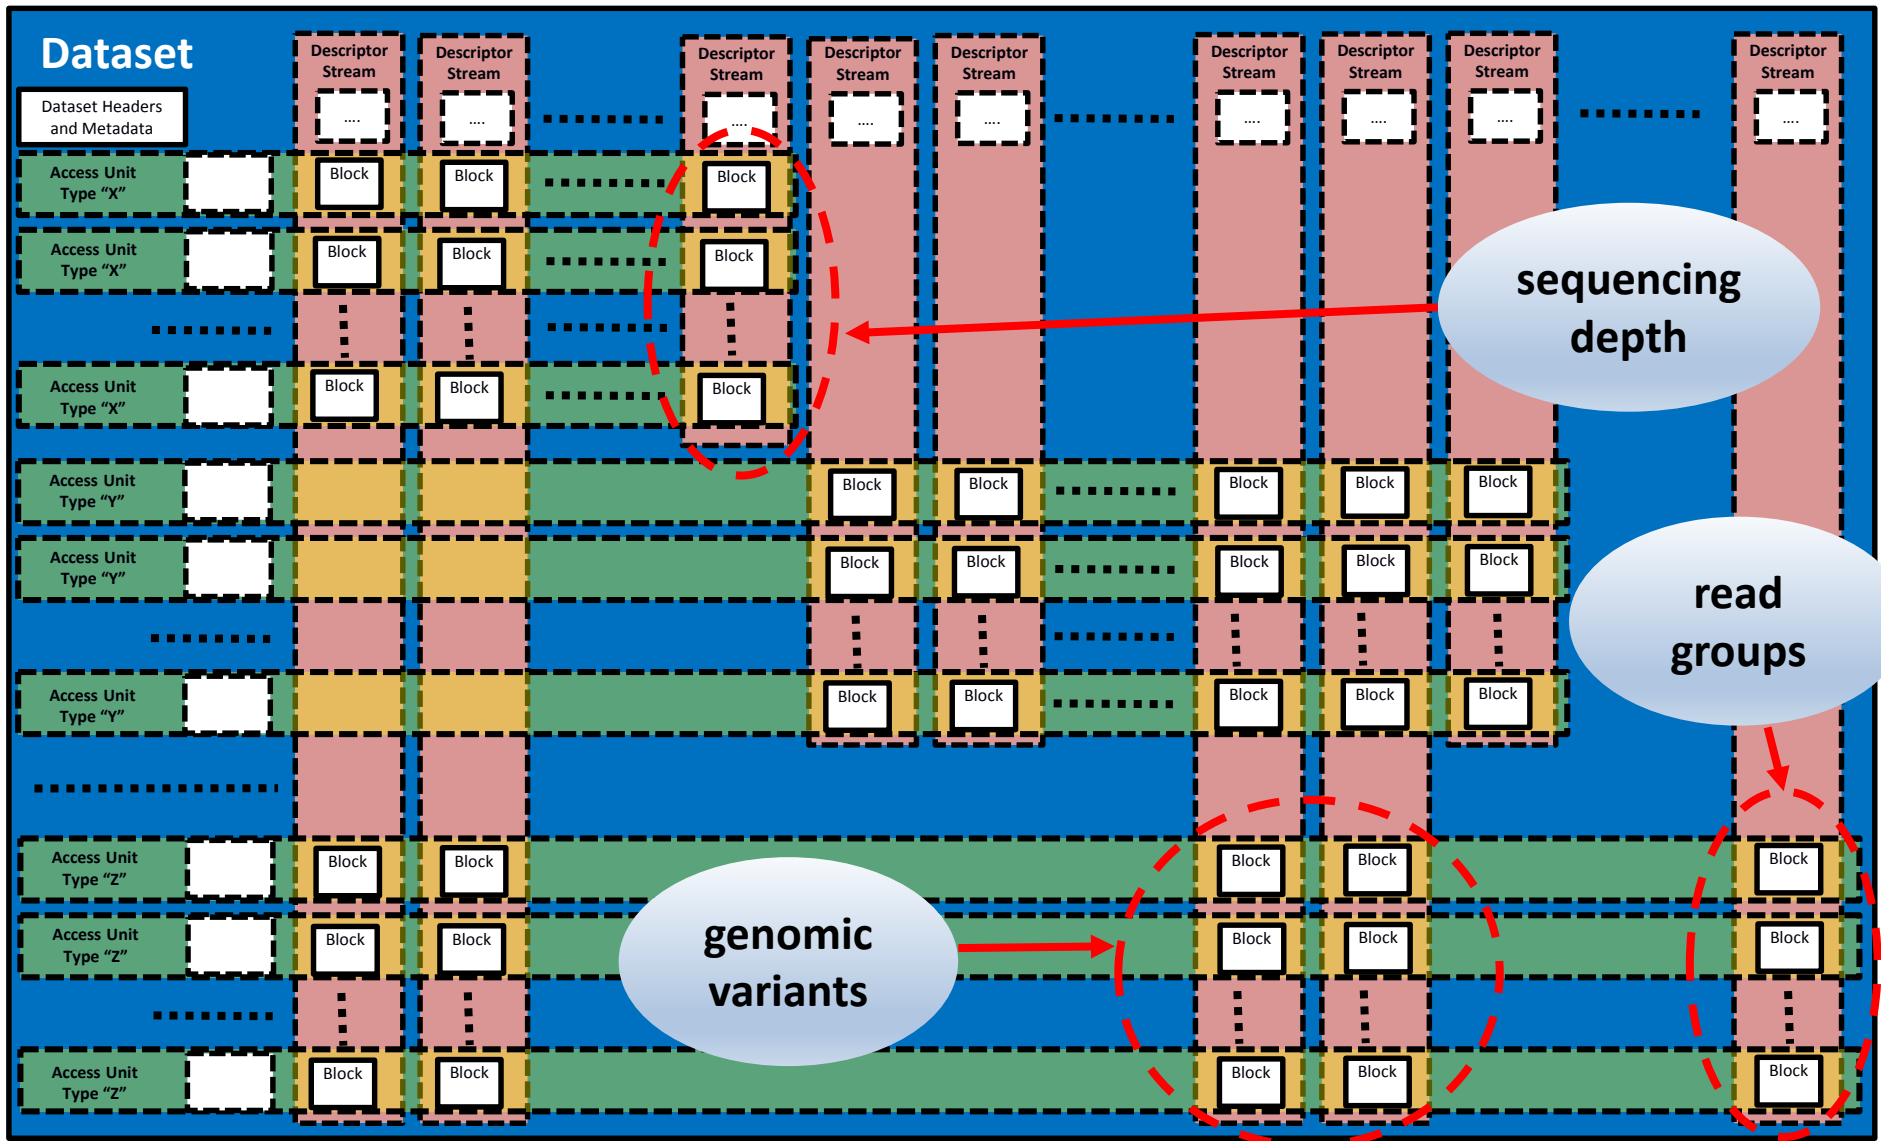 Dataset
Dataset Headers
and Metadata
Descriptor
Stream
....
Descriptor
Stream
....
Descriptor
Stream
....
Descriptor
Stream
....
Descriptor
Stream
....
Descriptor
Stream
....
Descriptor
Stream
....
Descriptor
Stream
....
Descriptor
Stream
....
Access Unit
Type “X”
Block
Block
Block
Access Unit
Type “X”
Block
Block
Block
sequencing
depth
Access Unit
Type “X”
Block
Block
Block
Access Unit
Type “Y”
Block
Block
Block
Block
Block
Access Unit
Type “Y”
Block
Block
Block
Block
Block
read
groups
Access Unit
Type “Y”
Block
Block
Block
Block
Block
Access Unit
Type “Z”
Block
Block
Block
Block
Block
Access Unit
Type “Z”
Block
Block
Block
Block
Block
genomic
variants
Access Unit
Type “Z”
Block
Block
Block
Block
Block